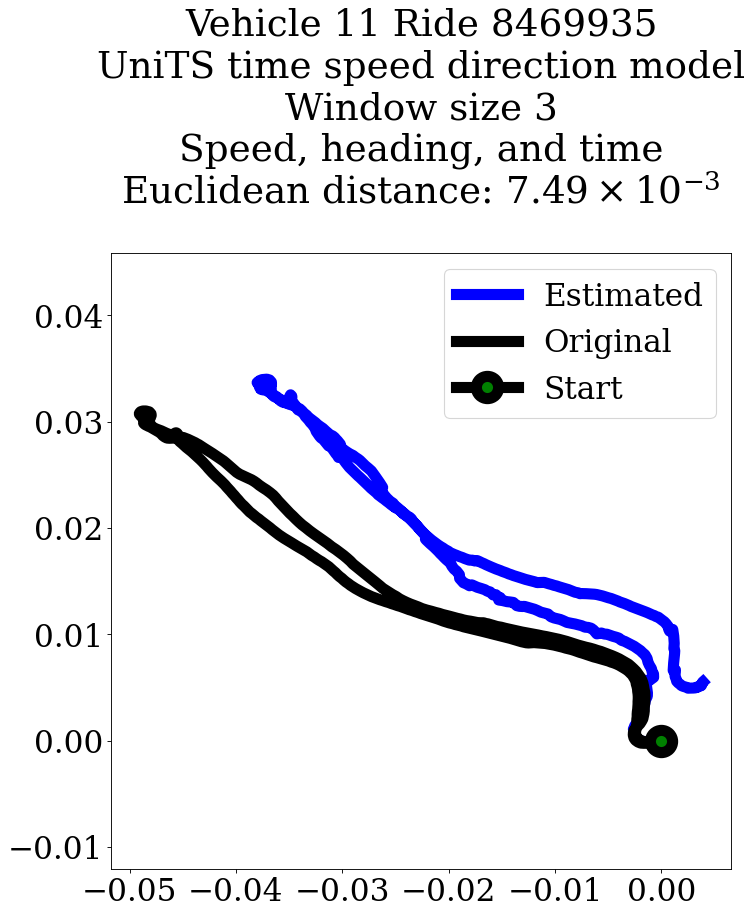 Vehicle 11 Ride 8469935
UniTS time speed direction model
Window size 3
Speed, heading, and time
Euclidean distance: 7.49 × 10⁻³
Estimated
Original
Start
0.04
0.03
0.02
0.01
0.00
−0.01
−0.05 −0.04 −0.03 −0.02 −0.01 0.00